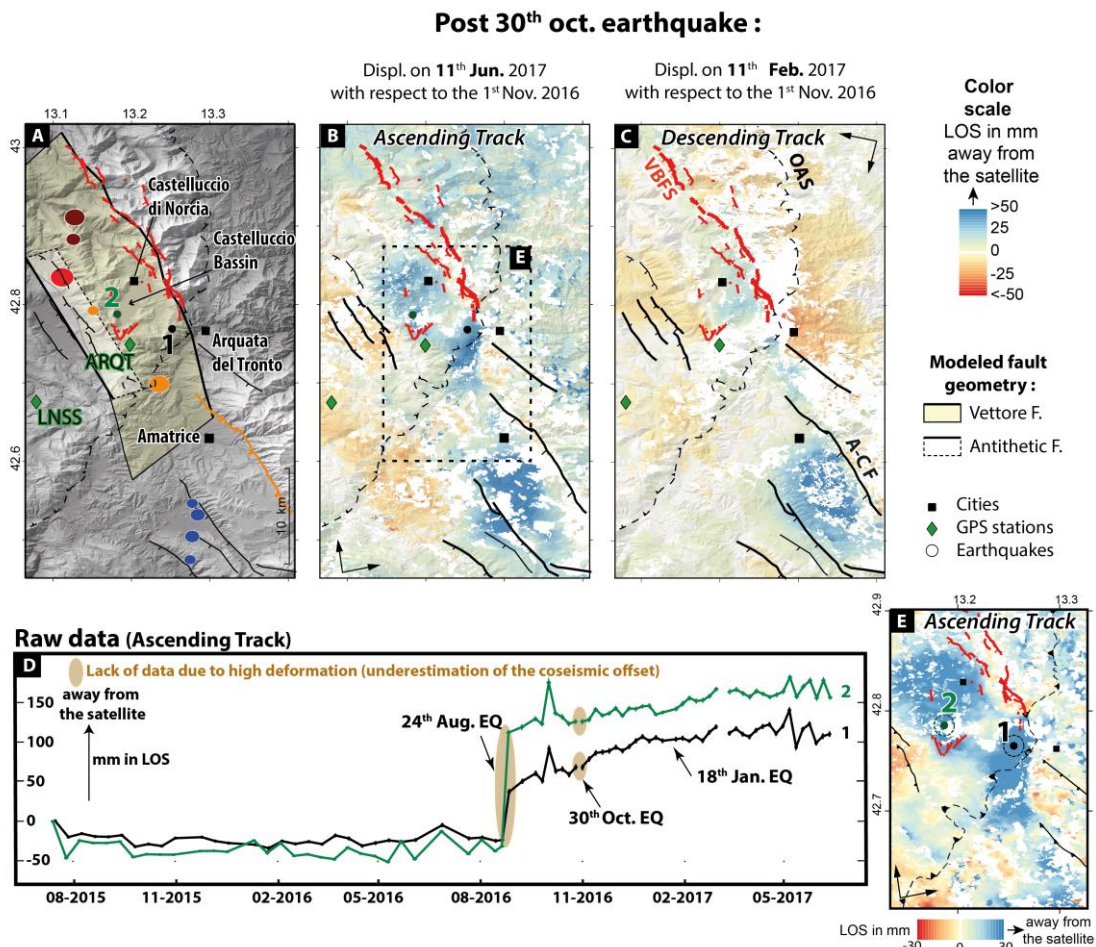 Post 30th oct. earthquake :
Displ. on 11th Jun. 2017
with respect to the 1st Nov. 2016
Displ. on 11th Feb. 2017
with respect to the 1st Nov. 2016
13.1 13.2 13.3
43
42.8
42.6
A
Castelluccio
di Norcia
Castelluccio
Bassin
2
1
ARQT
Arquata
del Tronto
LNSS
Amatrice
10 km
B
Ascending Track
E
C
Descending Track
VBFS
OAS
A-C F
Color
scale
LOS in mm
away from
the satellite
>50
25
0
-25
<-50
Modeled fault
geometry :
Vettore F.
Antithetic F.
Cities
GPS stations
Earthquakes
Raw data (Ascending Track)
D
Lack of data due to high deformation (underestimation of the coseismic offset)
away from
the satellite
mm in LOS
150
100
50
0
-50
24th Aug. EQ
30th Oct. EQ
18th Jan. EQ
2
1
08-2015 11-2015 02-2016 05-2016 08-2016 11-2016 02-2017 05-2017
13.2 13.3
42.9
42.8
42.7
E
Ascending Track
2
1
LOS in mm
-30 0 30
away from
the satellite